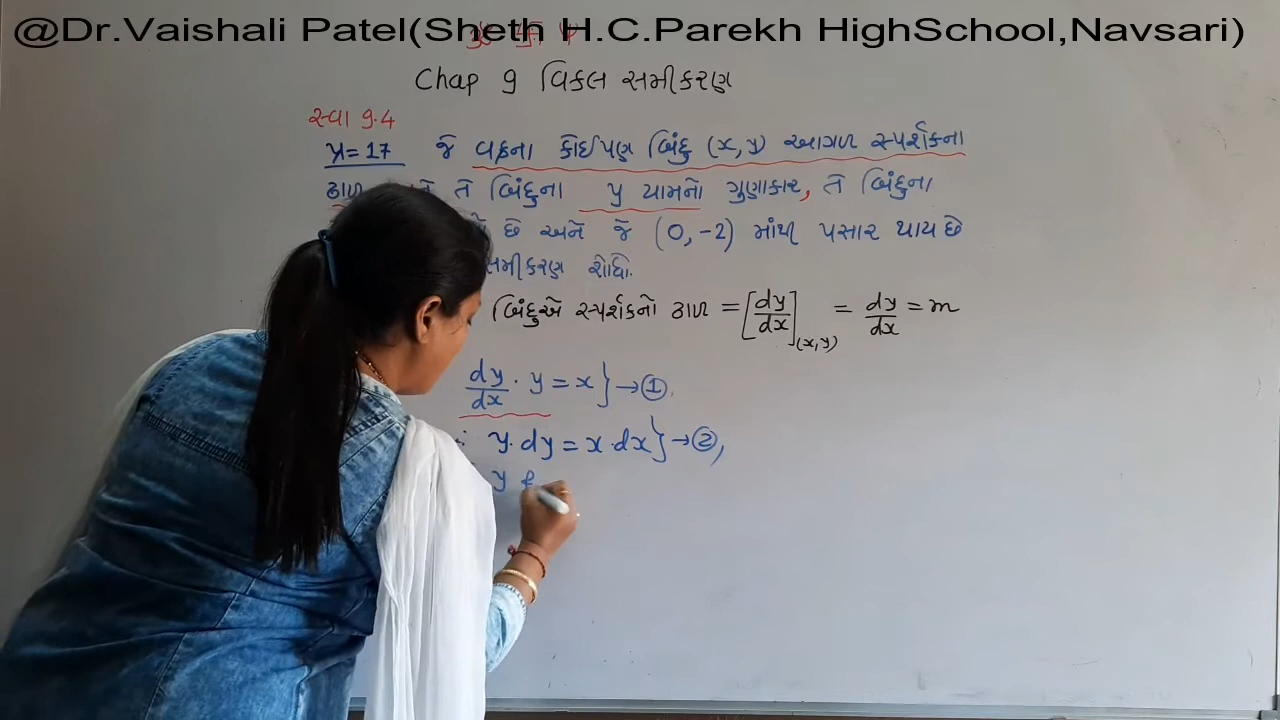 @Dr.Vaishali Patel(Sheth H.C.Parekh HighSchool,Navsari)
Chap 9 વિકલ સમીકરણ
સ્વા 9.4
પ્ર=17 જે વક્રના કોઈપણ બિંદુ (x,y) આગળ સ્પર્શકના
ઢાળ તે બિંદુના y યામનો ગુણાકાર, તે બિંદુના
છે અને જે (0,-2) માંથી પસાર થાય છે
સમીકરણ શોધો.
બિંદુએ સ્પર્શકનો ઢાળ = [dy/dx](x,y) = dy/dx = m
dy/dx · y = x} → ①
∴ y·dy = x·dx} → ②,
y